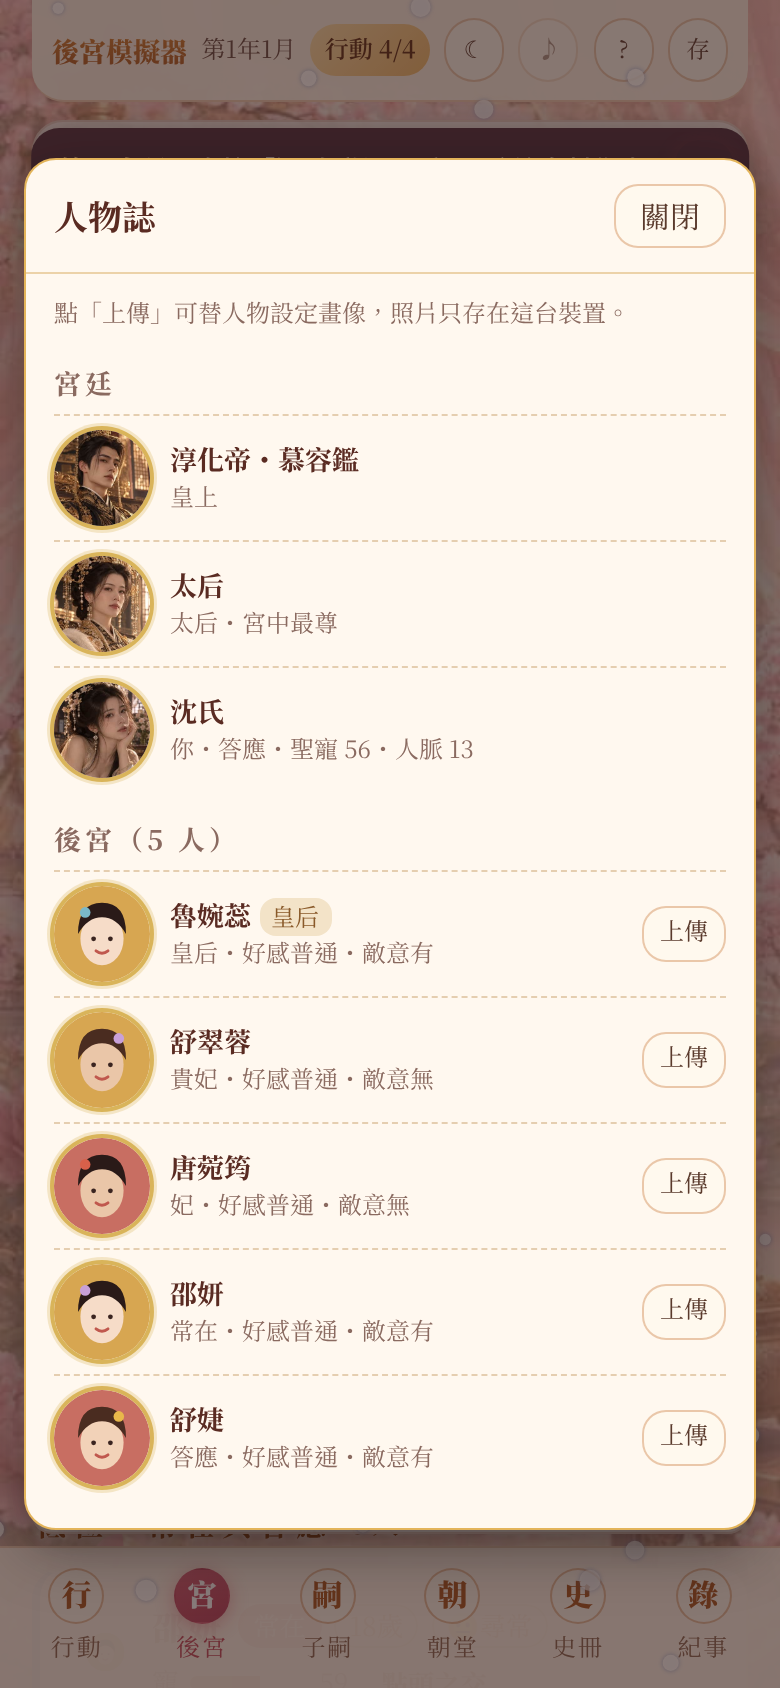 後宮模擬器 第1年1月 行動 4/4 ☾ ♪ ? 存
人物誌 關閉
點「上傳」可替人物設定畫像，照片只存在這台裝置。
宮廷
淳化帝・慕容鑑
皇上
太后
太后・宮中最尊
沈氏
你・答應・聖寵 56・人脈 13
後宮（5 人）
魯婉蕊 皇后
皇后・好感普通・敵意有
上傳
舒翠蓉
貴妃・好感普通・敵意無
上傳
唐菀筠
妃・好感普通・敵意無
上傳
邵妍
常在・好感普通・敵意有
上傳
舒婕
答應・好感普通・敵意有
上傳
行 宮 嗣 朝 史 錄
行動 後宮 子嗣 朝堂 史冊 紀事